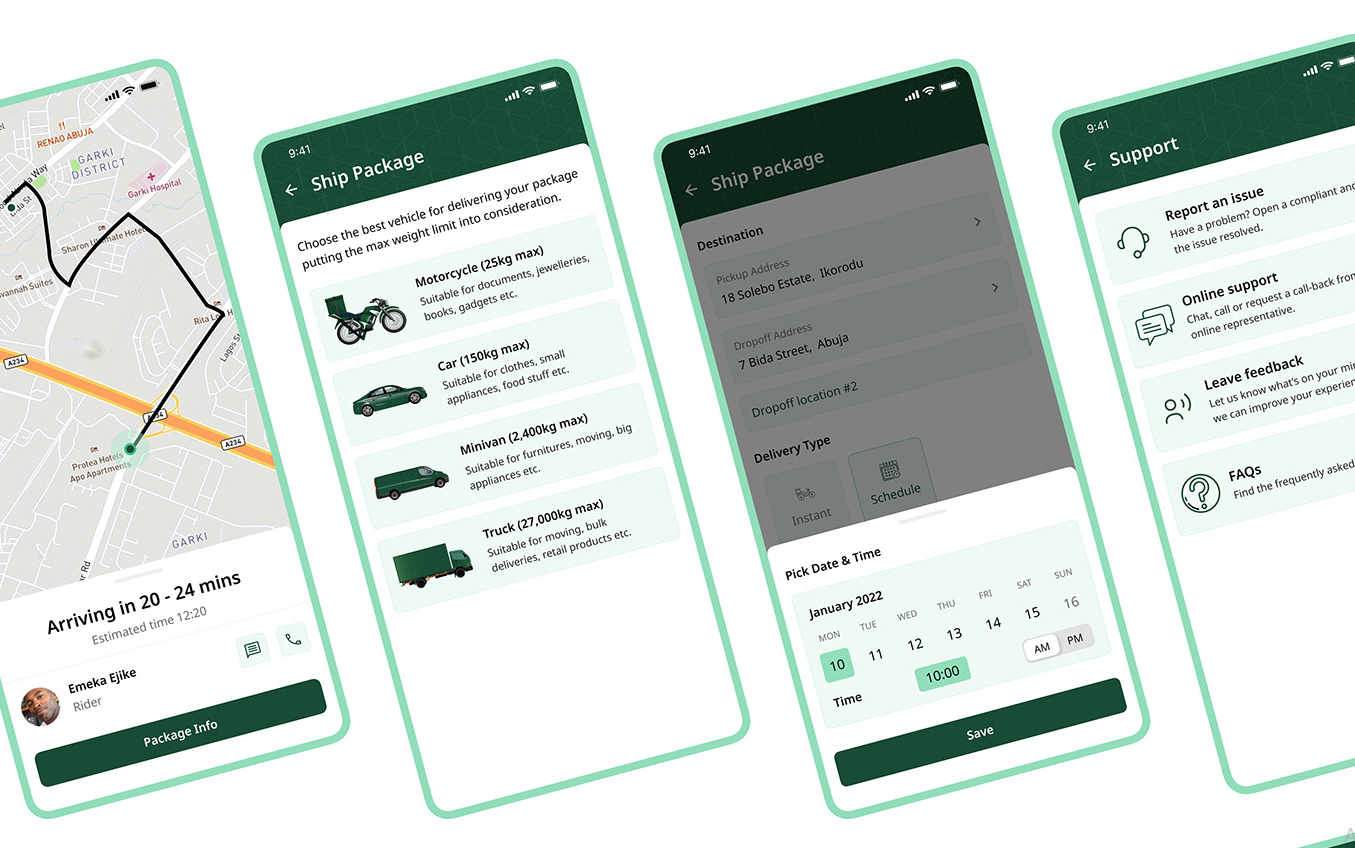 RENAO ABUJA
GARKI
DISTRICT
Garki Hospital
Way
Lida St
Sharon Ultimate Hotel
vannah Suites
Rita Lo H
Lagos S
A234
A234
A234
Protea Hotels
Apo Apartments
GARKI
Rd
Arriving in 20 - 24 mins
Estimated time 12:20
Emeka Ejike
Rider
Package Info
9:41
Ship Package
Choose the best vehicle for delivering your package
putting the max weight limit into consideration.
Motorcycle (25kg max)
Suitable for documents, jewelleries,
books, gadgets etc.
Car (150kg max)
Suitable for clothes, small
appliances, food stuff etc.
Minivan (2,400kg max)
Suitable for furnitures, moving, big
appliances etc.
Truck (27,000kg max)
Suitable for moving, bulk
deliveries, retail products etc.
9:41
Ship Package
Destination
Pickup Address
18 Solebo Estate, Ikorodu
Dropoff Address
7 Bida Street, Abuja
Dropoff location #2
Delivery Type
Instant
Schedule
Pick Date & Time
January 2022
MON TUE WED THU FRI SAT SUN
10 11 12 13 14 15 16
Time 10:00 AM PM
Save
9:41
Support
Report an issue
Have a problem? Open a compliant and
the issue resolved.
Online support
Chat, call or request a call-back from
online representative.
Leave feedback
Let us know what's on your min
we can improve your experien
FAQs
Find the frequently asked